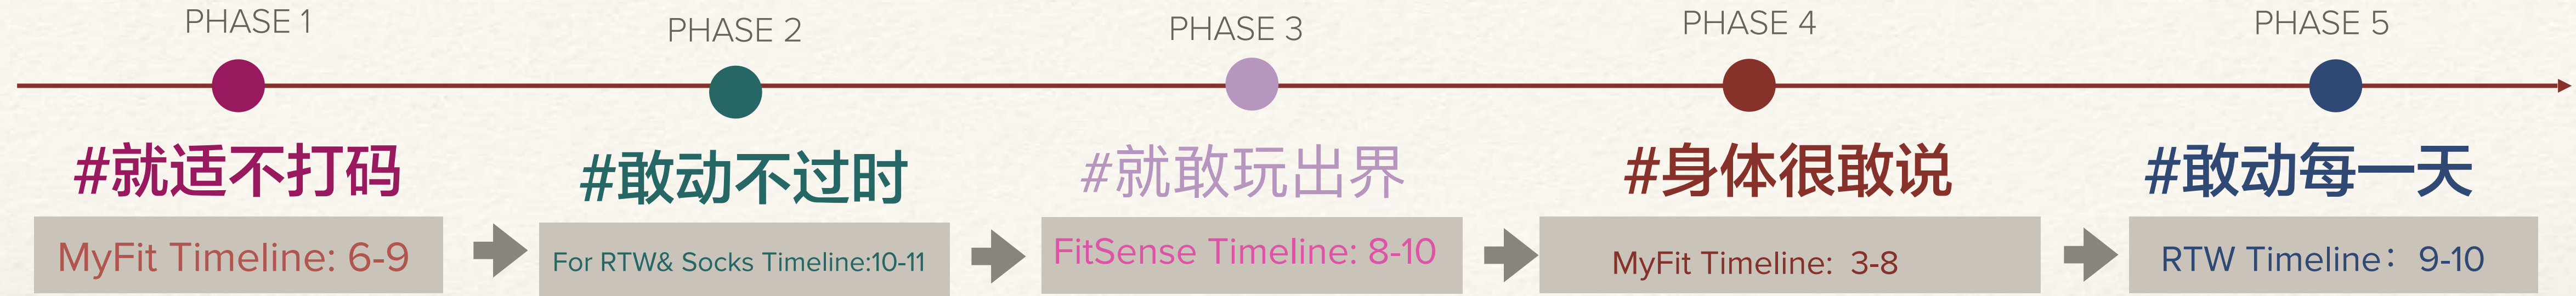 PHASE 1
PHASE 2
PHASE 3
PHASE 4
PHASE 5
#就适不打码
#敢动不过时
#就敢玩出界
#身体很敢说
#敢动每一天
MyFit Timeline: 6-9
For RTW& Socks Timeline:10-11
FitSense Timeline: 8-10
MyFit Timeline: 3-8
RTW Timeline： 9-10